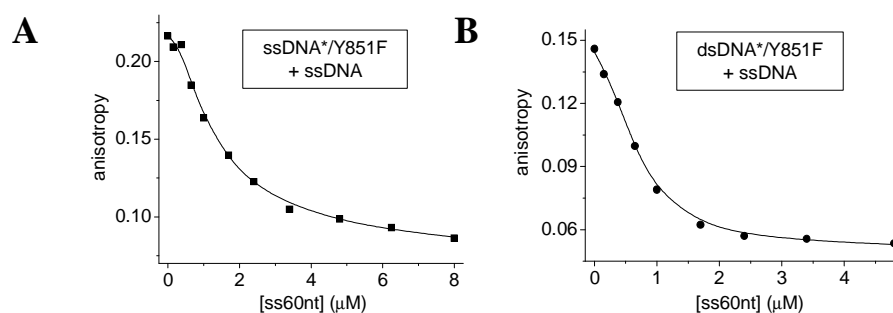 A
ssDNA*/Y851F
+ ssDNA
anisotropy
0.20
0.15
0.10
0
2
4
6
8
[ss60nt] (μM)
B
dsDNA*/Y851F
+ ssDNA
anisotropy
0.15
0.12
0.09
0.06
0
1
2
3
4
[ss60nt] (μM)